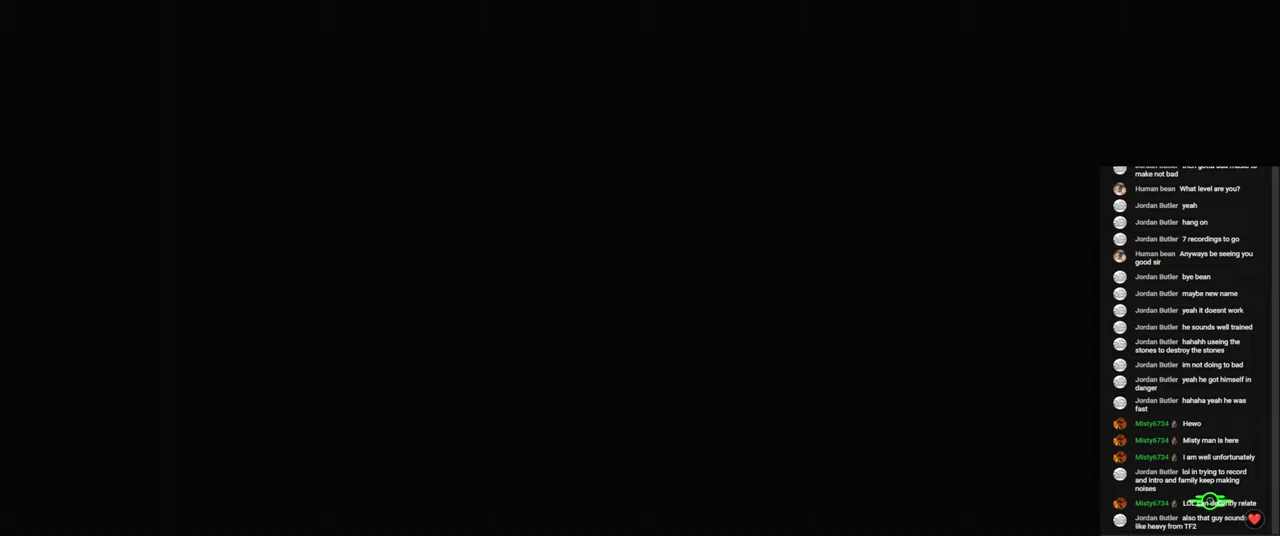 make not bad
Human bean What level are you?
Jordan Butler yeah
Jordan Butler hang on
Jordan Butler 7 recordings to go
Human bean Anyways be seeing you
good sir
Jordan Butler bye bean
Jordan Butler maybe new name
Jordan Butler yeah it doesnt work
Jordan Butler he sounds well trained
Jordan Butler hahahh useing the
stones to destroy the stones
Jordan Butler im not doing to bad
Jordan Butler yeah he got himself in
danger
Jordan Butler hahaha yeah he was
fast
Misty6734 Hewo
Misty6734 Misty man is here
Misty6734 I am well unfortunately
Jordan Butler lol in trying to record
and intro and family keep making
noises
Misty6734 LOL can relate
Jordan Butler also that guy sounds
like heavy from TF2